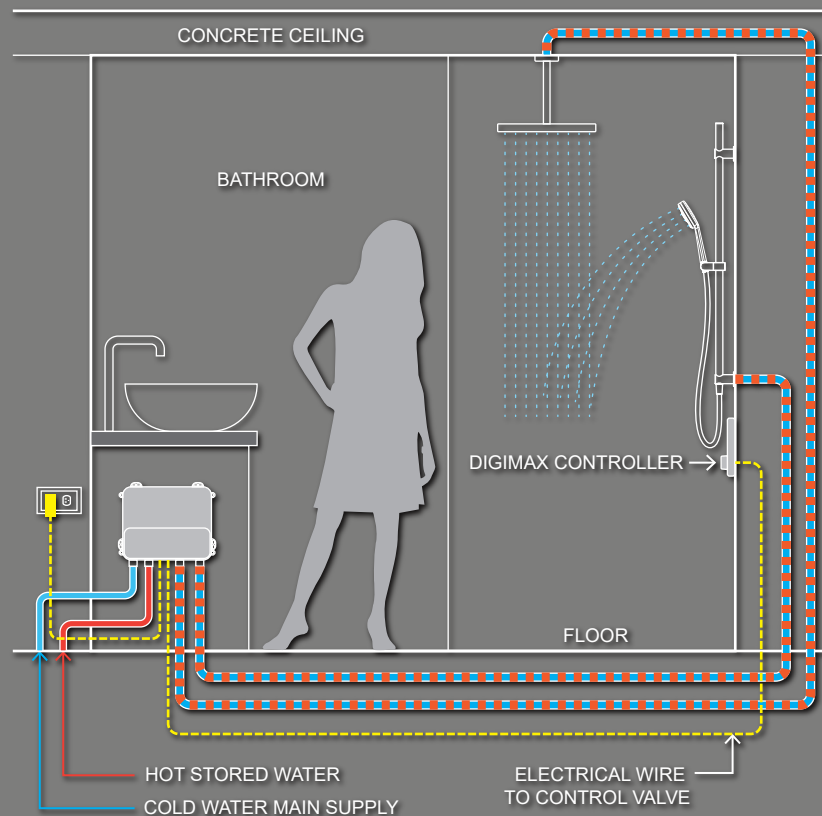 CONCRETE CEILING
BATHROOM
DIGIMAX CONTROLLER
FLOOR
HOT STORED WATER
COLD WATER MAIN SUPPLY
ELECTRICAL WIRE
TO CONTROL VALVE